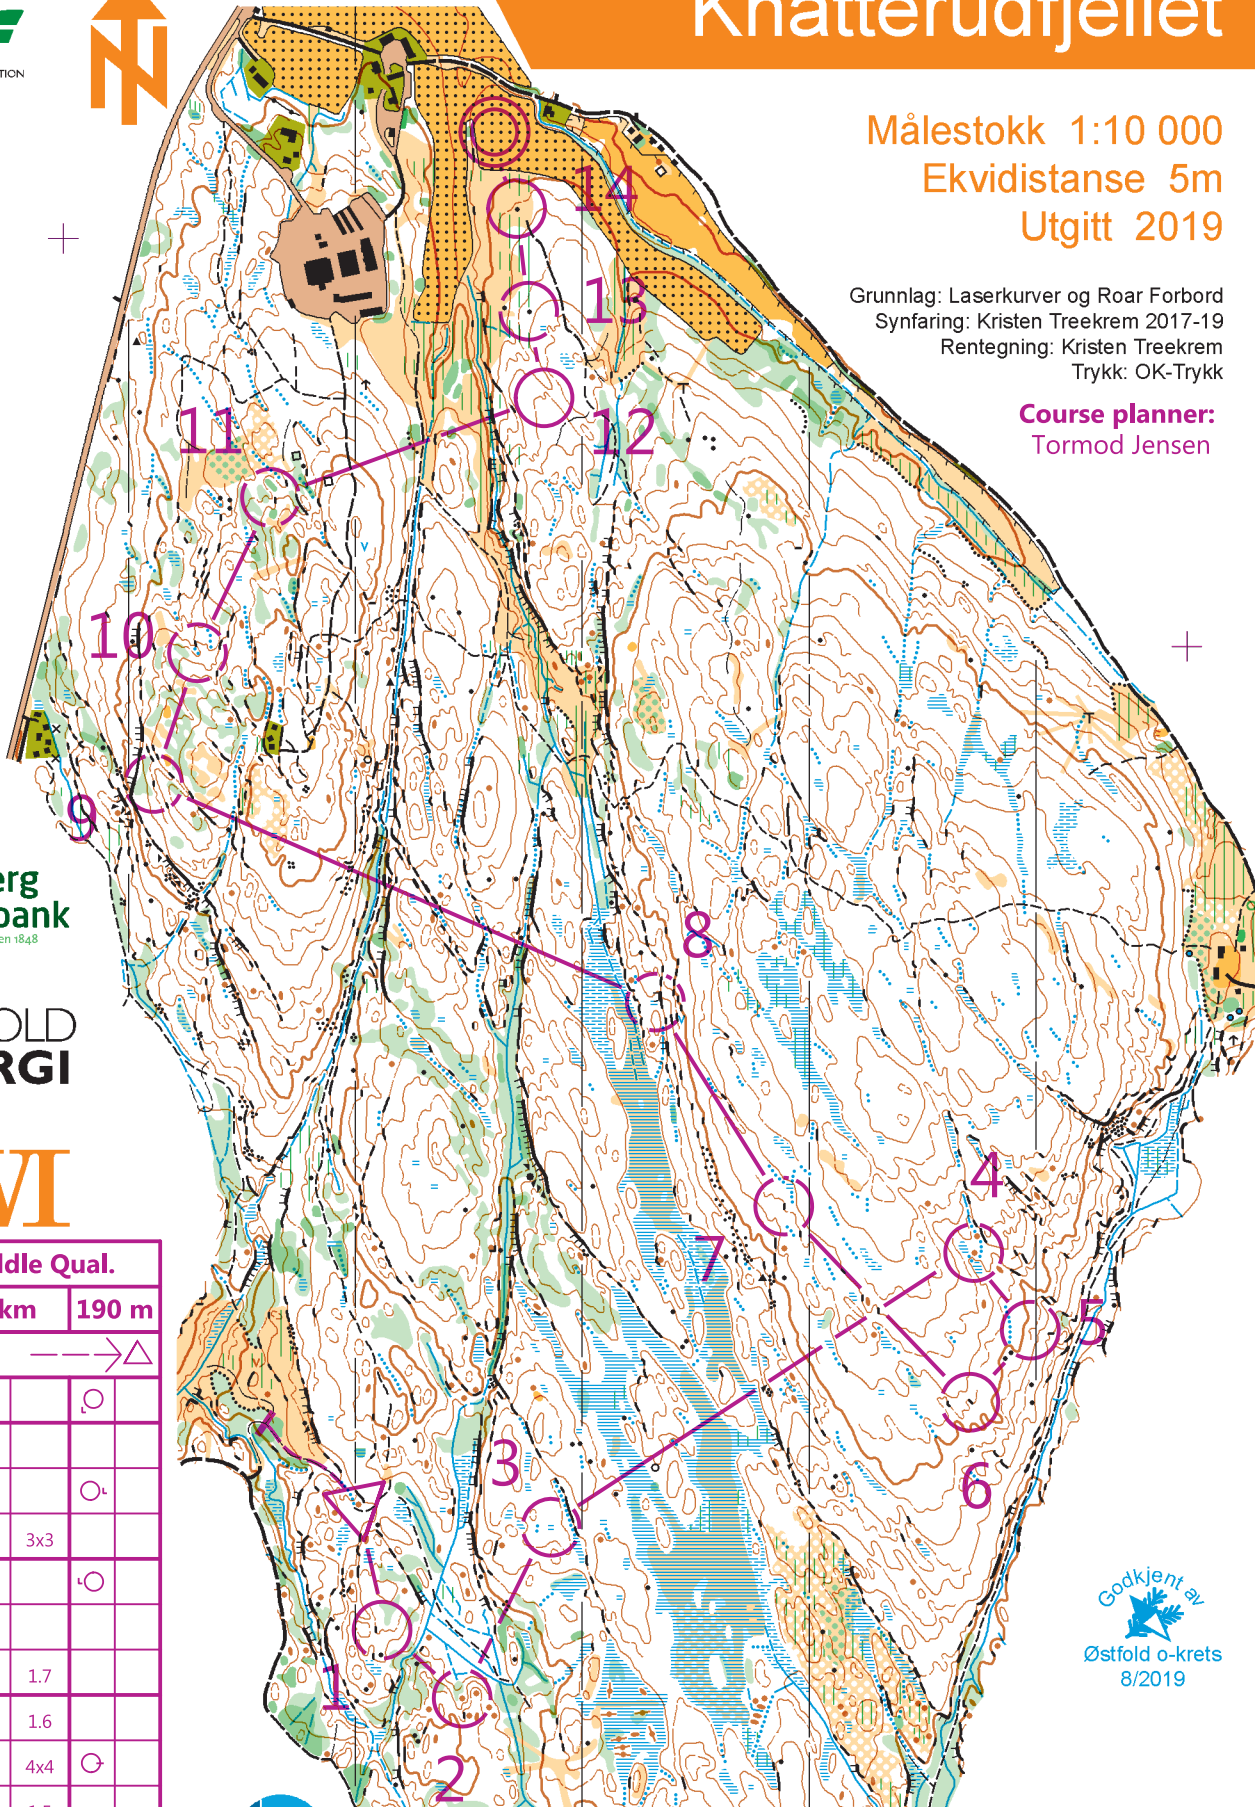 Knatterudfjellet
TION
Målestokk 1:10 000
Ekvidistanse 5m
Utgitt 2019
Grunnlag: Laserkurver og Roar Forbord
Synfaring: Kristen Treekrem 2017-19
Rentegning: Kristen Treekrem
Trykk: OK-Trykk
Course planner:
Tormod Jensen
14
13
12
11
10
9
8
7
4
5
6
3
1
2
erg
bank
en 1848
OLD
RGI
VI
ddle Qual.
km 190 m
3x3
1.7
1.6
4x4
Godkjent av
Østfold o-krets
8/2019